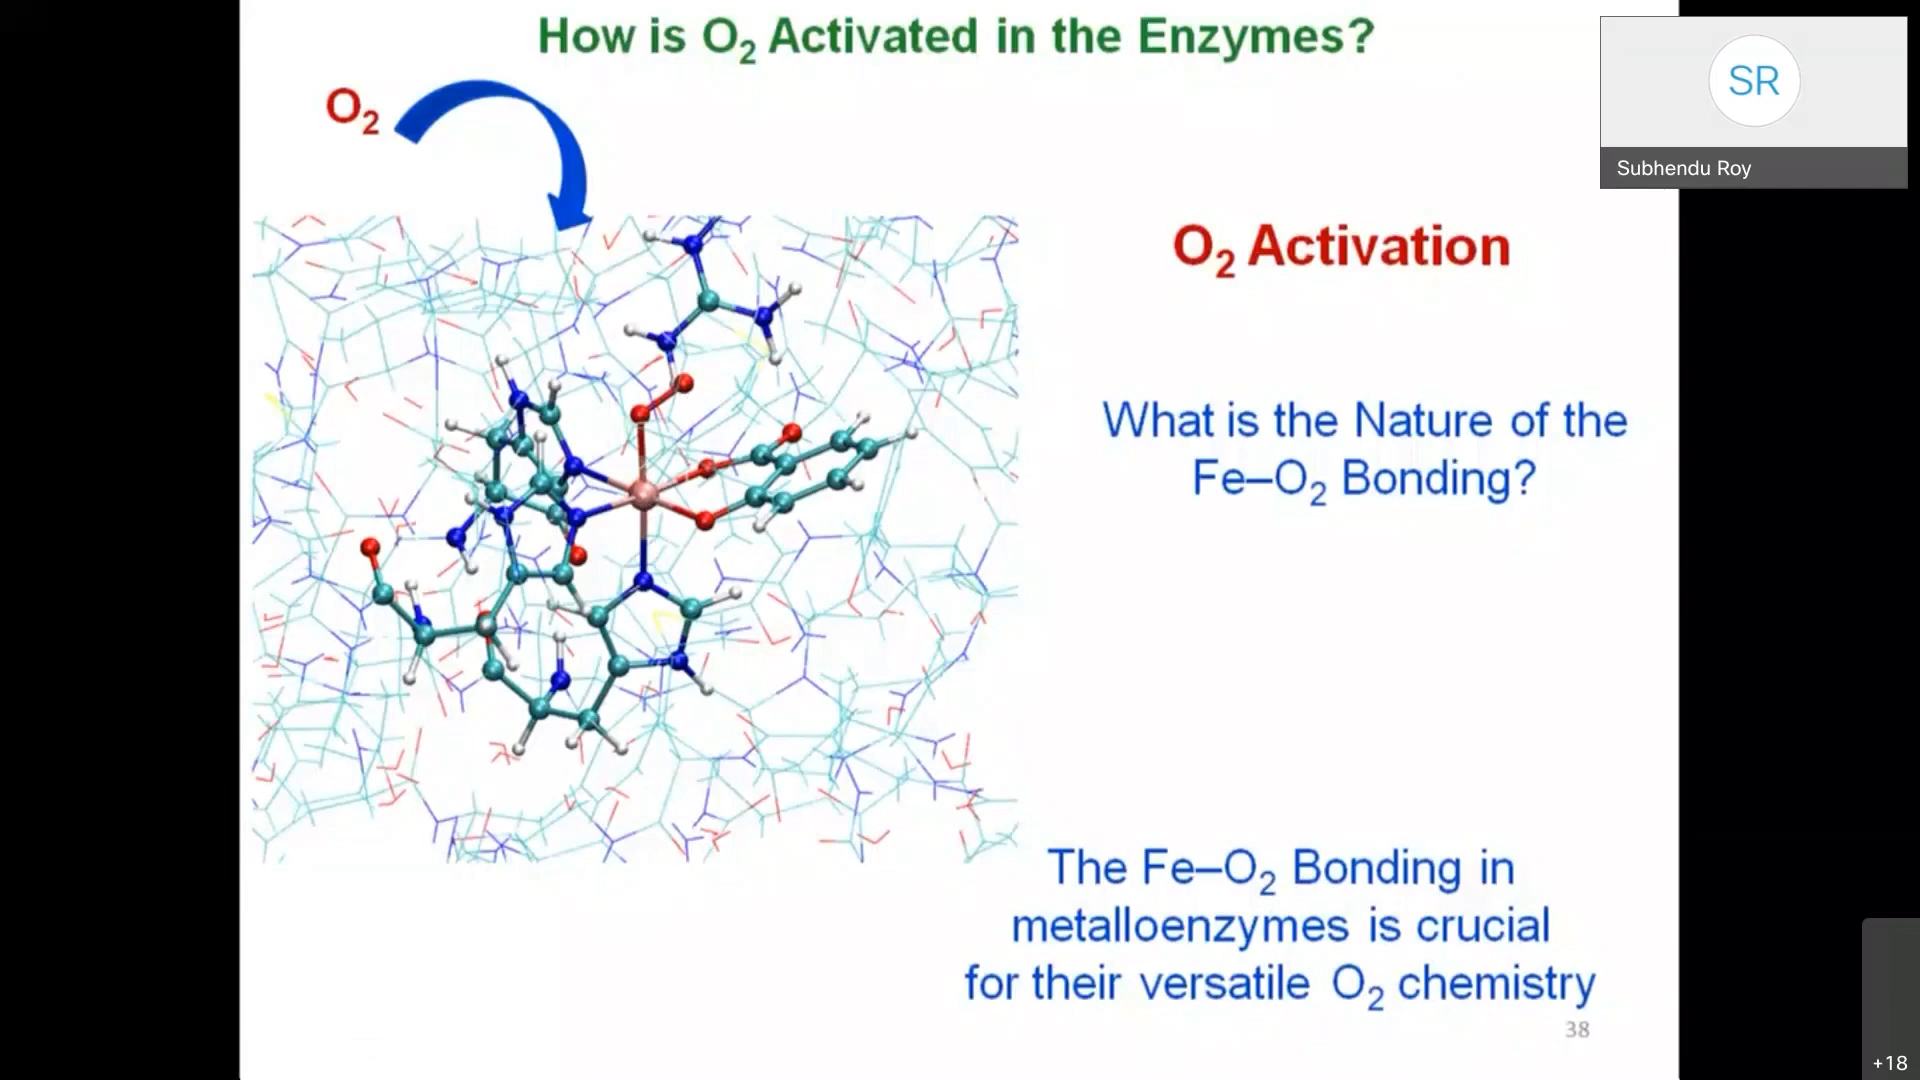 How is O₂ Activated in the Enzymes?
O₂
SR
Subhendu Roy
O₂ Activation
What is the Nature of the
Fe–O₂ Bonding?
The Fe–O₂ Bonding in
metalloenzymes is crucial
for their versatile O₂ chemistry
38
+18